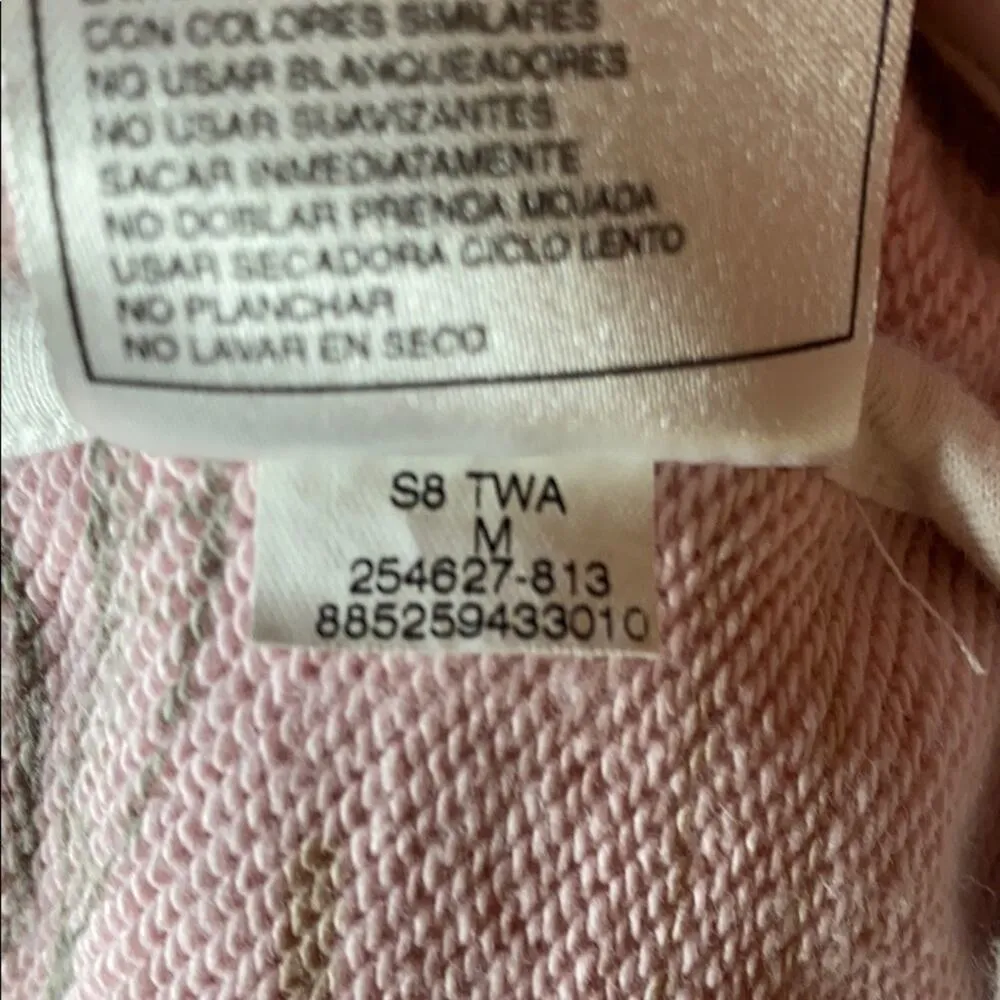 CON COLORES SIMILARES
NO USAR BLANQUEADORES
NO USAR SUAVIZANTES
SACAR INMEDIATAMENTE
NO DOBLAR PRENDA MOJADA
USAR SECADORA CICLO LENTO
NO PLANCHAR
NO LAVAR EN SECO
S8 TWA
M
254627-813
885259433010